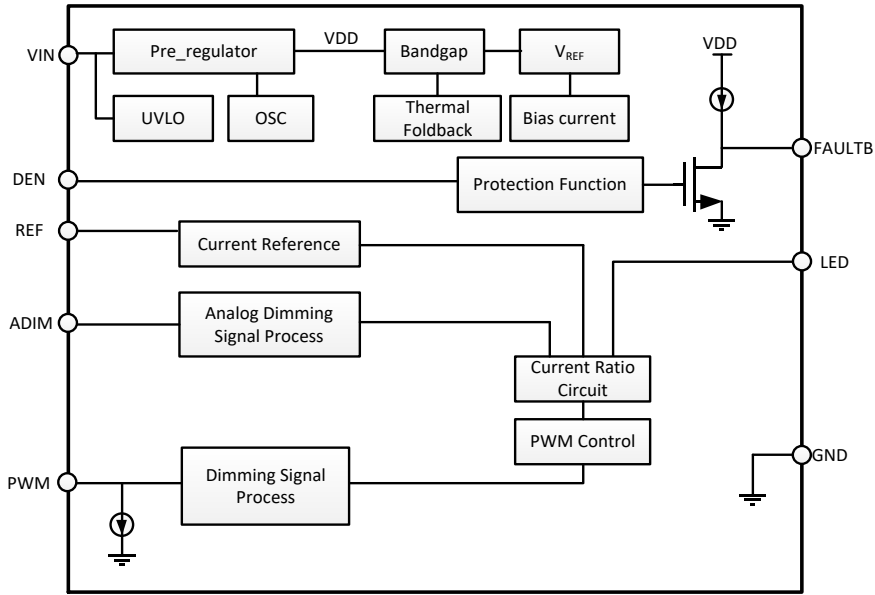 VIN
Pre_regulator
VDD
Bandgap
VREF
VDD
UVLO
OSC
Thermal
Foldback
Bias current
FAULTB
DEN
Protection Function
REF
Current Reference
LED
ADIM
Analog Dimming
Signal Process
Current Ratio
Circuit
PWM Control
GND
PWM
Dimming Signal
Process